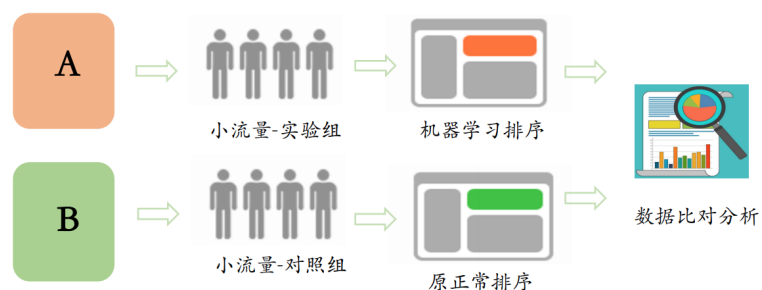 A
小流量-实验组
机器学习排序
B
小流量-对照组
原正常排序
数据比对分析